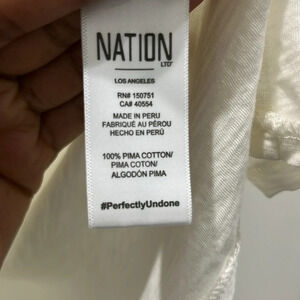 NATION
LTD
LOS ANGELES
RN# 150751
CA# 40554
MADE IN PERU
FABRIQUÉ AU PÉROU
HECHO EN PERÚ
100% PIMA COTTON/
PIMA COTON/
ALGODÓN PIMA
#PerfectlyUndone